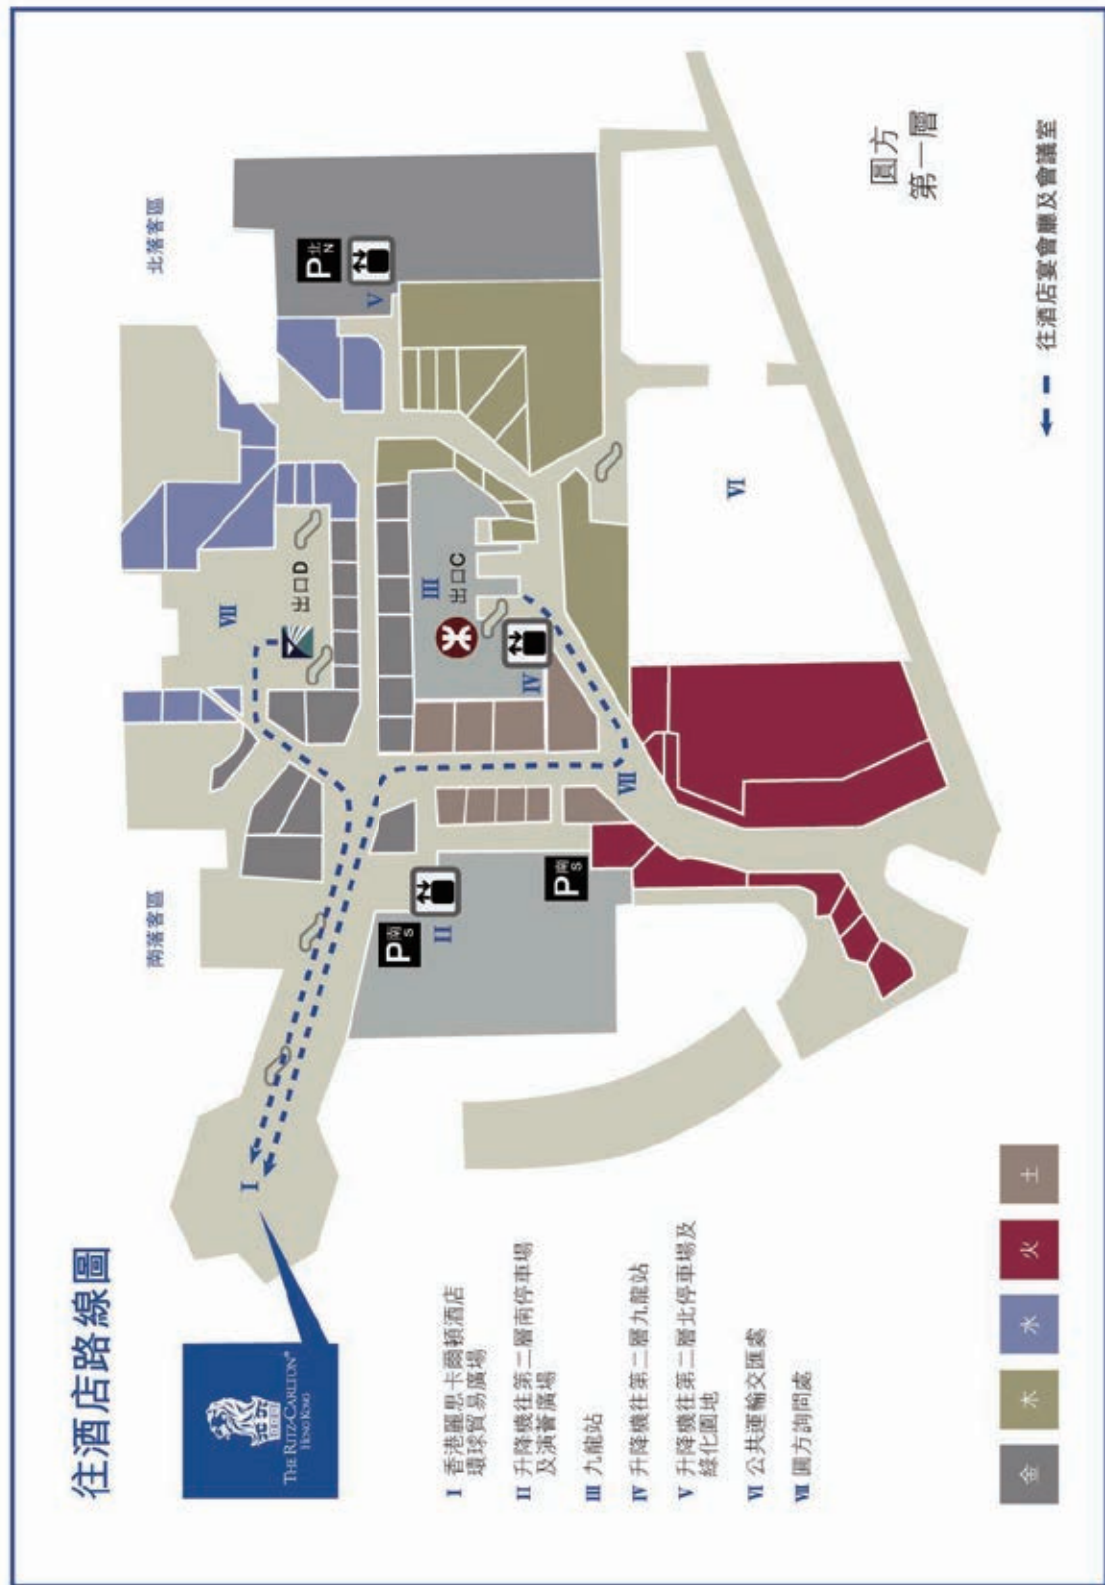 往酒店路線圖
THE RITZ-CARLTON®
HONG KONG
I 香港麗思卡爾頓酒店
環球貿易廣場
II 升降機往第二層南停車場
及演薈廣場
III 九龍站
IV 升降機往第二層九龍站
V 升降機往第二層北停車場及
綠化園地
VI 公共運輸交匯處
VII 圓方詢問處
金
木
水
火
土
南落客區
北落客區
I
VII
出口D
P 南 S
II
P 南 S
III
出口C
IV
VII
P 北 N
V
VI
圓方
第一層
往酒店宴會廳及會議室